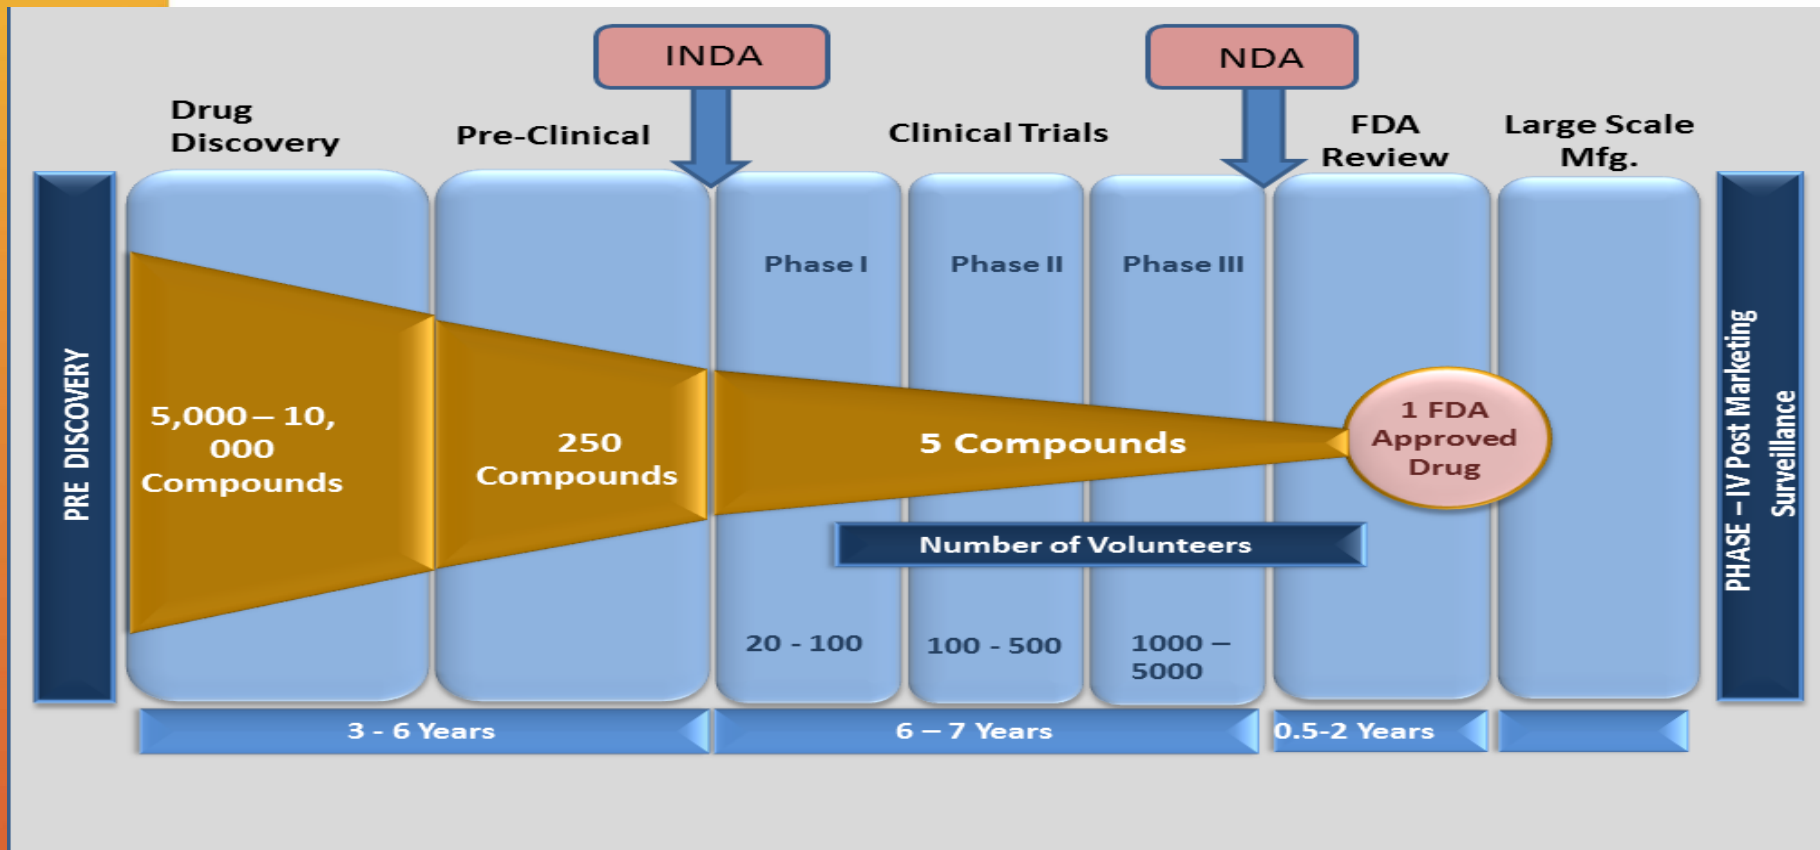 INDA
NDA
Drug
Discovery
Pre-Clinical
Clinical Trials
FDA
Review
Large Scale
Mfg.
PRE DISCOVERY
Phase I
Phase II
Phase III
5,000 – 10,
000
Compounds
250
Compounds
5 Compounds
1 FDA
Approved
Drug
Number of Volunteers
20 - 100
100 - 500
1000 –
5000
PHASE – IV Post Marketing
Surveillance
3 - 6 Years
6 – 7 Years
0.5-2 Years